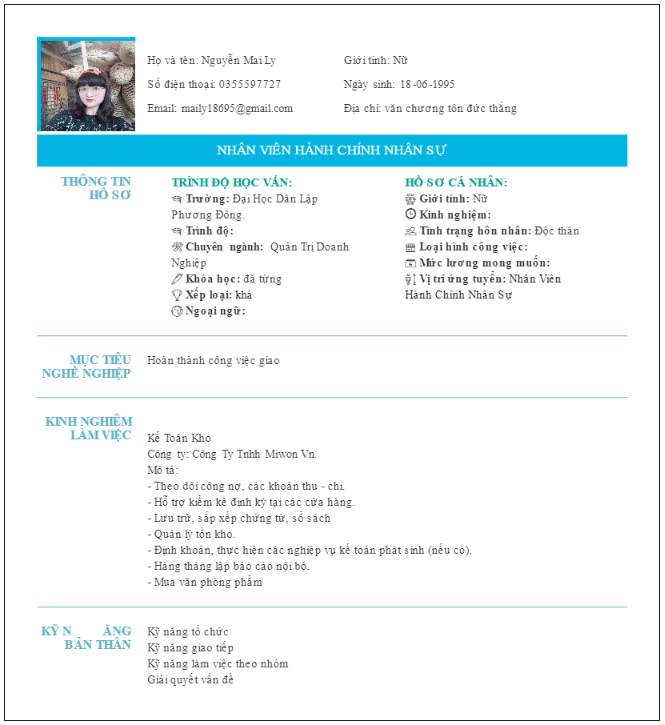 Họ và tên: Nguyễn Mai Ly
Giới tính: Nữ
Số điện thoại: 0355597727
Ngày sinh: 18-06-1995
Email: maily18695@gmail.com
Địa chỉ: văn chương tôn đức thắng
NHÂN VIÊN HÀNH CHÍNH NHÂN SỰ
THÔNG TIN
HỒ SƠ
TRÌNH ĐỘ HỌC VẤN:
Trường: Đại Học Dân Lập
Phương Đông.
Trình độ:
Chuyên ngành: Quản Trị Doanh
Nghiệp
Khóa học: đã từng
Xếp loại: khá
Ngoại ngữ:
HỒ SƠ CÁ NHÂN:
Giới tính: Nữ
Kinh nghiệm:
Tình trạng hôn nhân: Độc thân
Loại hình công việc:
Mức lương mong muốn:
Vị trí ứng tuyển: Nhân Viên
Hành Chính Nhân Sự
MỤC TIÊU
NGHỀ NGHIỆP
Hoàn thành công việc giao
KINH NGHIỆM
LÀM VIỆC
Kế Toán Kho
Công ty: Công Ty Tnhh Miwon Vn.
Mô tả:
- Theo dõi công nợ, các khoản thu - chi.
- Hỗ trợ kiểm kê định kỳ tại các cửa hàng.
- Lưu trữ, sắp xếp chứng từ, sổ sách
- Quản lý tồn kho.
- Định khoản, thực hiện các nghiệp vụ kế toán phát sinh (nếu có).
- Hàng tháng lập báo cáo nội bộ.
- Mua văn phòng phẩm
KỸ N ĂNG
BẢN THÂN
Kỹ năng tổ chức
Kỹ năng giao tiếp
Kỹ năng làm việc theo nhóm
Giải quyết vấn đề